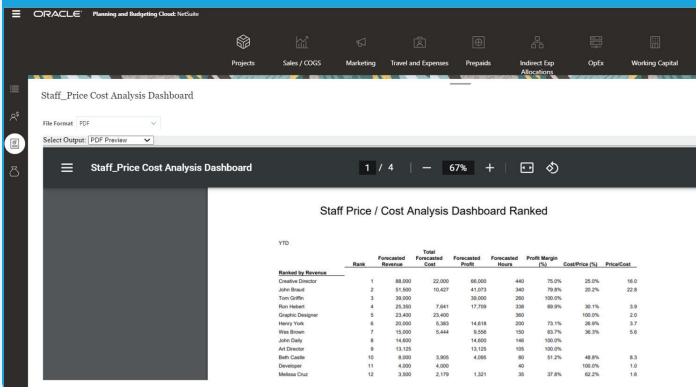 ORACLE Planning and Budgeting Cloud: NetSuite
Projects Sales / COGS Marketing Travel and Expenses Prepaids Indirect Exp Allocations OpEx Working Capital
Staff_Price Cost Analysis Dashboard
File Format PDF
Select Output: PDF Preview
Staff_Price Cost Analysis Dashboard 1 / 4 67%
Staff Price / Cost Analysis Dashboard Ranked
YTD
Rank Forecasted Revenue Total Forecasted Cost Forecasted Profit Forecasted Hours Profit Margin (%) Cost/Price (%) Price/Cost
Ranked by Revenue
Creative Director 1 88,000 22,000 66,000 440 75.0% 25.0% 16.0
John Braud 2 51,500 10,427 41,073 340 79.8% 20.2% 22.8
Tom Griffin 3 39,000 39,000 260 100.0%
Ron Hebert 4 25,350 7,641 17,709 338 69.9% 30.1% 3.9
Graphic Designer 5 23,400 23,400 360 100.0% 2.0
Henry York 6 20,000 5,383 14,618 200 73.1% 26.9% 3.7
Wes Brown 7 15,000 5,444 9,556 150 63.7% 36.3% 5.6
John Daily 8 14,600 14,600 146 100.0%
Art Director 9 13,125 13,125 105 100.0%
Beth Castle 10 8,000 3,905 4,095 80 51.2% 48.8% 8.3
Developer 11 4,000 4,000 40 100.0% 1.0
Melissa Cruz 12 3,500 2,179 1,321 35 37.8% 62.2% 1.6